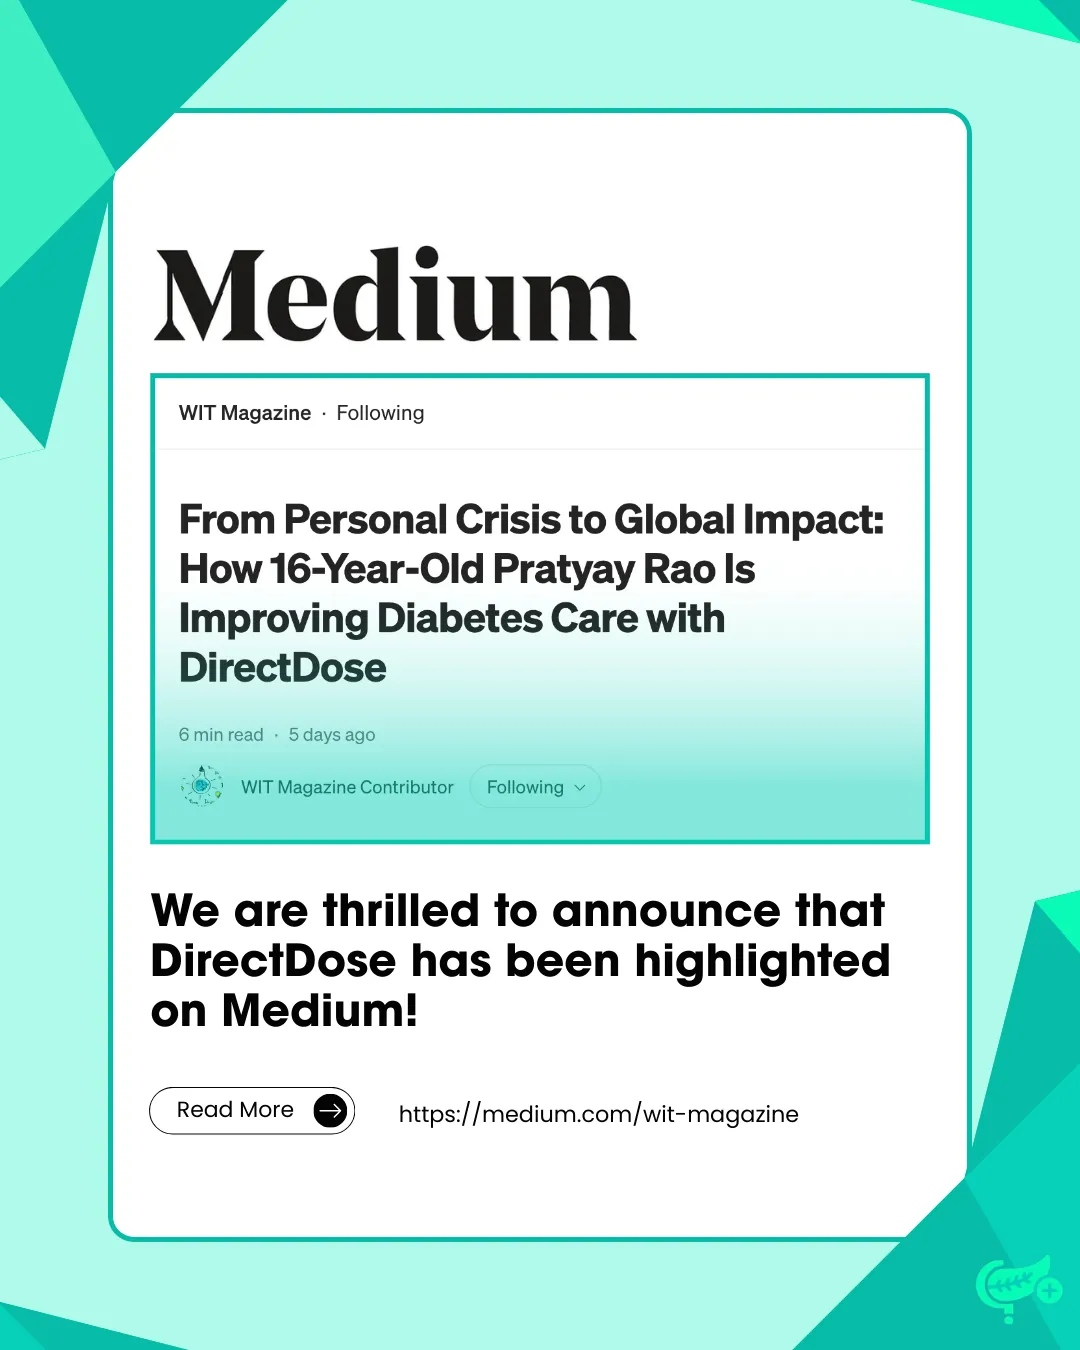 Medium
WIT Magazine · Following
From Personal Crisis to Global Impact:
How 16-Year-Old Pratyay Rao Is
Improving Diabetes Care with
DirectDose
6 min read · 5 days ago
WIT Magazine Contributor Following
We are thrilled to announce that
DirectDose has been highlighted
on Medium!
Read More https://medium.com/wit-magazine